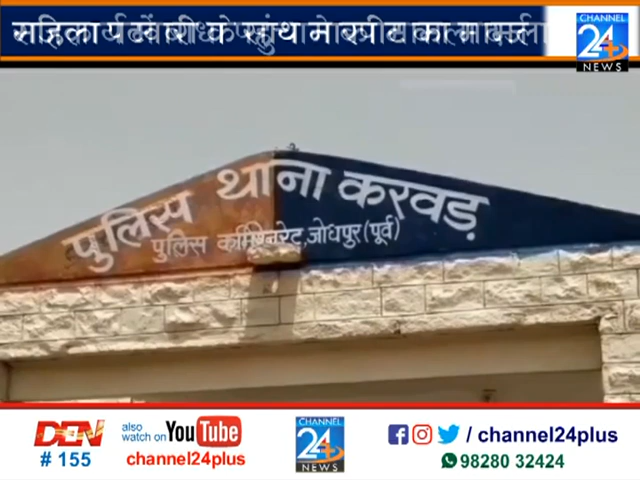 CHANNEL
24+
NEWS
पुलिस थाना करवड़
पुलिस कमिश्नरेट,जोधपुर(पूर्व)
DEN
# 155
also
watch on YouTube
channel24plus
CHANNEL
24+
NEWS
/ channel24plus
98280 32424